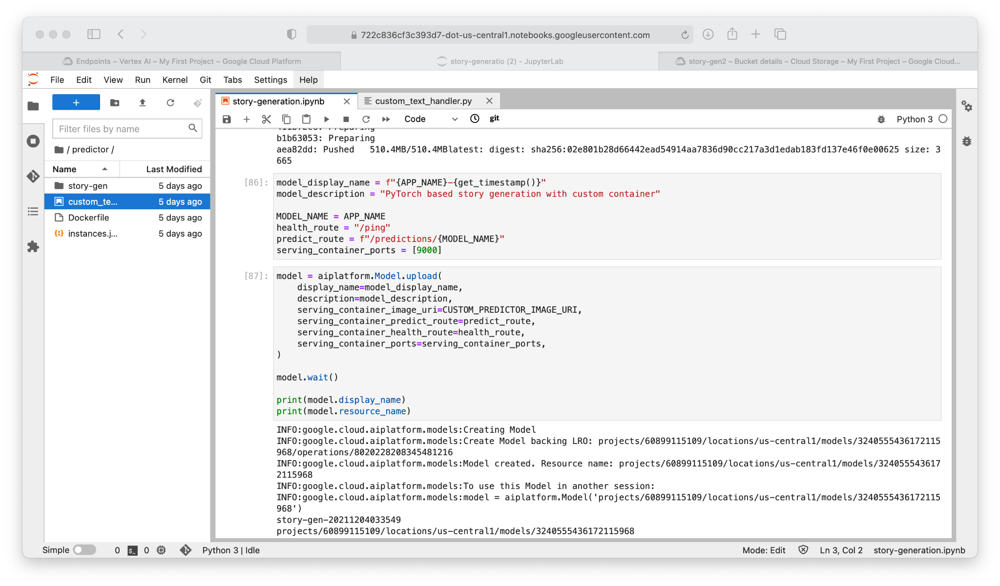 722c836cf3c393d7-dot-us-central1.notebooks.googleusercontent.com
Endpoints – Vertex AI – My First Project – Google Cloud Platform
story-generatio (2) - JupyterLab
story-gen2 – Bucket details – Cloud Storage – My First Project – Google Cloud...
File Edit View Run Kernel Git Tabs Settings Help
story-generation.ipynb
custom_text_handler.py
Code
git
Python 3
Filter files by name
/ predictor /
Name Last Modified
story-gen 5 days ago
custom_te... 5 days ago
Dockerfile 5 days ago
instances.j... 5 days ago
Preparing
b1b63053: Preparing
aea82dd: Pushed 510.4MB/510.4MBlatest: digest: sha256:02e801b28d66442ead54914aa7836d90cc217a3d1edab183fd137e46f0e00625 size: 3
665
[86]:
model_display_name = f"{APP_NAME}-{get_timestamp()}"
model_description = "PyTorch based story generation with custom container"
MODEL_NAME = APP_NAME
health_route = "/ping"
predict_route = f"/predictions/{MODEL_NAME}"
serving_container_ports = [9000]
[87]:
model = aiplatform.Model.upload(
display_name=model_display_name,
description=model_description,
serving_container_image_uri=CUSTOM_PREDICTOR_IMAGE_URI,
serving_container_predict_route=predict_route,
serving_container_health_route=health_route,
serving_container_ports=serving_container_ports,
)
model.wait()
print(model.display_name)
print(model.resource_name)
INFO:google.cloud.aiplatform.models:Creating Model
INFO:google.cloud.aiplatform.models:Create Model backing LRO: projects/60899115109/locations/us-central1/models/3240555436172115
968/operations/8020228208345481216
INFO:google.cloud.aiplatform.models:Model created. Resource name: projects/60899115109/locations/us-central1/models/324055543617
2115968
INFO:google.cloud.aiplatform.models:To use this Model in another session:
INFO:google.cloud.aiplatform.models:model = aiplatform.Model('projects/60899115109/locations/us-central1/models/3240555436172115
968')
story-gen-20211204033549
projects/60899115109/locations/us-central1/models/3240555436172115968
Simple 0 $_ 0 Python 3 | Idle Mode: Edit Ln 3, Col 2 story-generation.ipynb